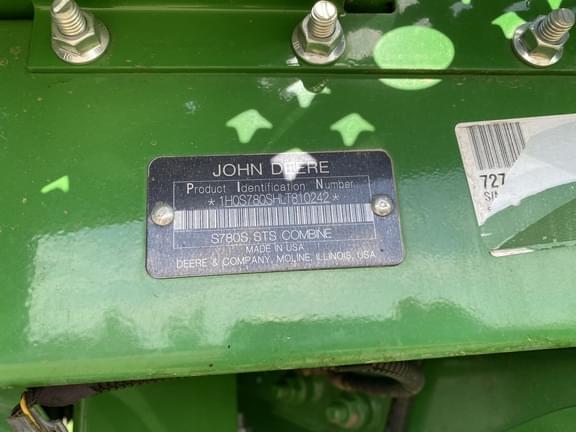 JOHN DEERE
Product Identification Number
*1H0S780SHLT810242*
S780S STS COMBINE
MADE IN USA
DEERE & COMPANY, MOLINE, ILLINOIS, USA
727